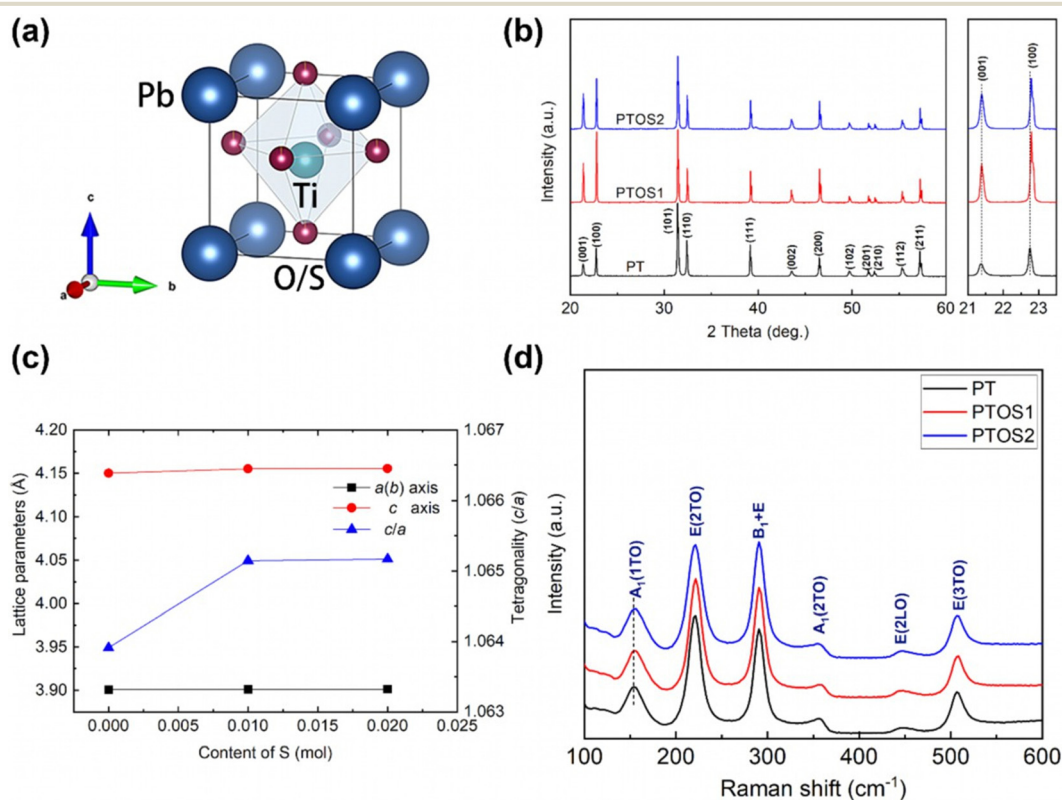 (a)
Pb
Ti
O/S
c
a
b
(b)
Intensity (a.u.)
PTOS2
PTOS1
PT
(001)
(100)
(101)
(110)
(111)
(002)
(200)
(102)
(201)
(210)
(112)
(211)
20 30 40 50 60
2 Theta (deg.)
(001)
(100)
21 22 23
(c)
Lattice parameters (Å)
4.20
4.15
4.10
4.05
4.00
3.95
3.90
a(b) axis
c axis
c/a
1.067
1.066
1.065
1.064
1.063
Tetragonality (c/a)
0.000 0.005 0.010 0.015 0.020 0.025
Content of S (mol)
(d)
Intensity (a.u.)
PT
PTOS1
PTOS2
A₁(1TO)
E(2TO)
B₁+E
A₁(2TO)
E(2LO)
E(3TO)
100 200 300 400 500 600
Raman shift (cm⁻¹)